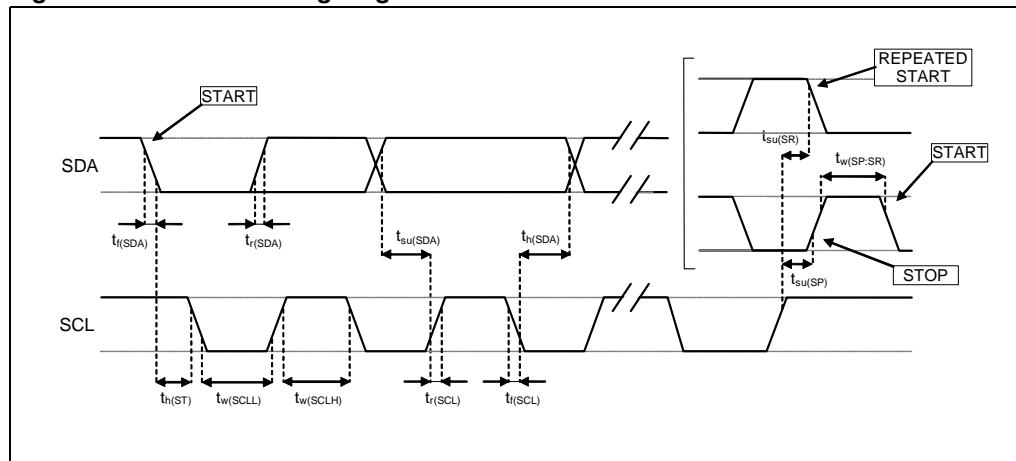 REPEATED
START
START
t_su(SR)
START
SDA
t_w(SP:SR)
t_f(SDA)
t_r(SDA)
t_su(SDA)
t_h(SDA)
STOP
t_su(SP)
SCL
t_h(ST)
t_w(SCLL)
t_w(SCLH)
t_r(SCL)
t_f(SCL)